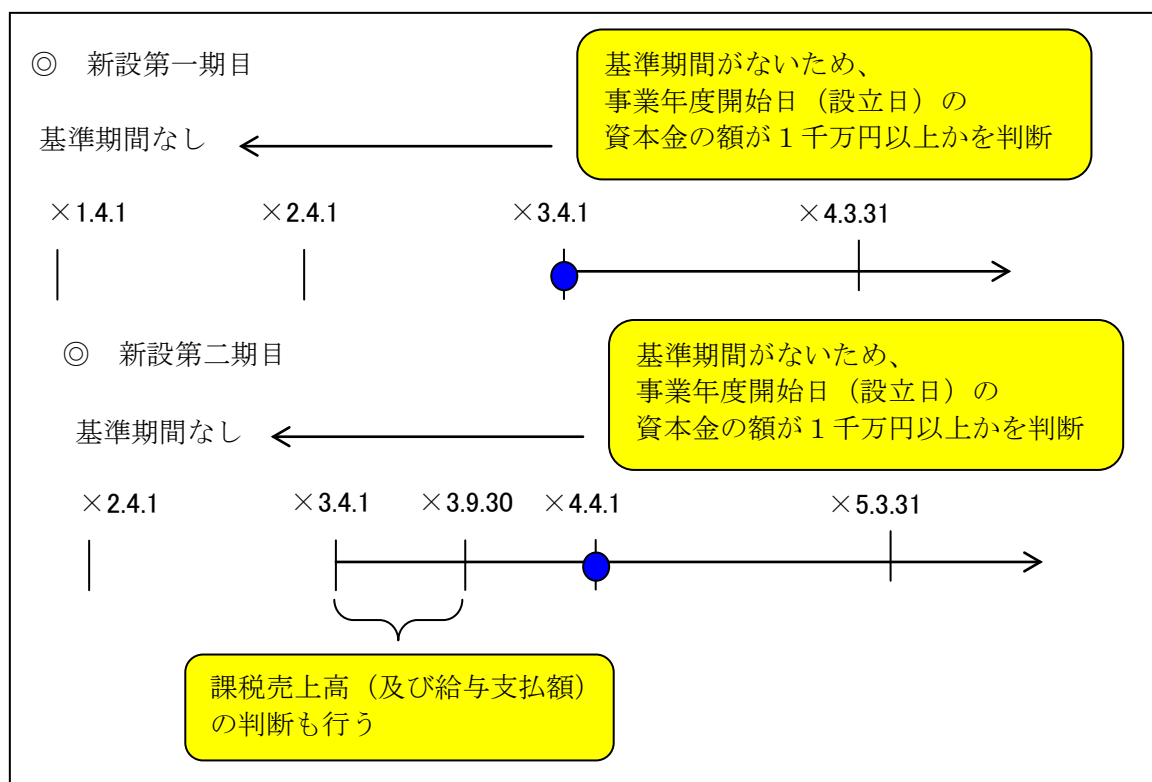 ◎ 新設第一期目
基準期間がないため、
事業年度開始日（設立日）の
資本金の額が１千万円以上かを判断
基準期間なし
×1.4.1 ×2.4.1 ×3.4.1 ×4.3.31
◎ 新設第二期目
基準期間がないため、
事業年度開始日（設立日）の
資本金の額が１千万円以上かを判断
基準期間なし
×2.4.1 ×3.4.1 ×3.9.30 ×4.4.1 ×5.3.31
課税売上高（及び給与支払額）
の判断も行う